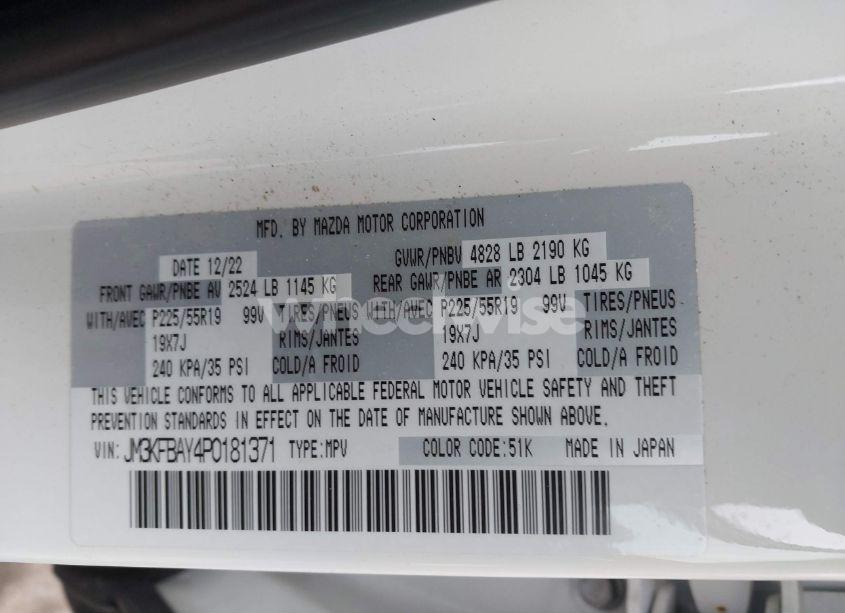 MFD. BY MAZDA MOTOR CORPORATION
DATE 12/22 GVWR/PNBV 4828 LB 2190 KG
FRONT GAWR/PNBE AV 2524 LB 1145 KG REAR GAWR/PNBE AR 2304 LB 1045 KG
WITH/AVEC P225/55R19 99V TIRES/PNEUS WITH/AVEC P225/55R19 99V TIRES/PNEUS
19X7J RIMS/JANTES 19X7J RIMS/JANTES
240 KPA/35 PSI COLD/A FROID 240 KPA/35 PSI COLD/A FROID
THIS VEHICLE CONFORMS TO ALL APPLICABLE FEDERAL MOTOR VEHICLE SAFETY AND THEFT
PREVENTION STANDARDS IN EFFECT ON THE DATE OF MANUFACTURE SHOWN ABOVE.
VIN: JM3KFBAY4P0181371 TYPE:MPV COLOR CODE:51K MADE IN JAPAN
wheelwise